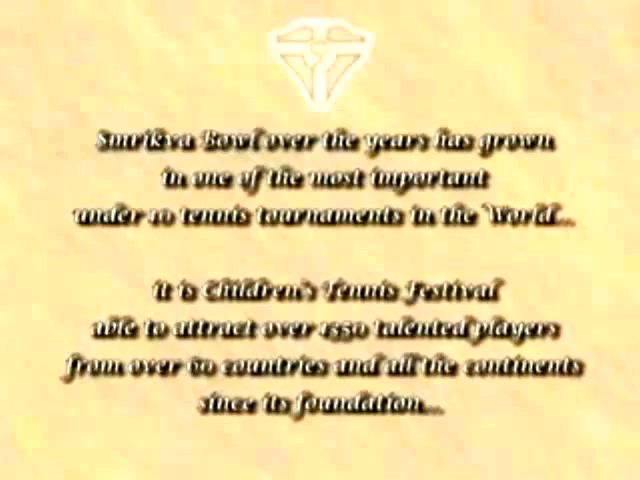 Smrikva Bowl over the years has grown
in one of the most important
under 10 tennis tournaments in the World...
it is Children's Tennis Festival
able to attract over 1350 talented players
from over 60 countries and all the continents
since its foundation...